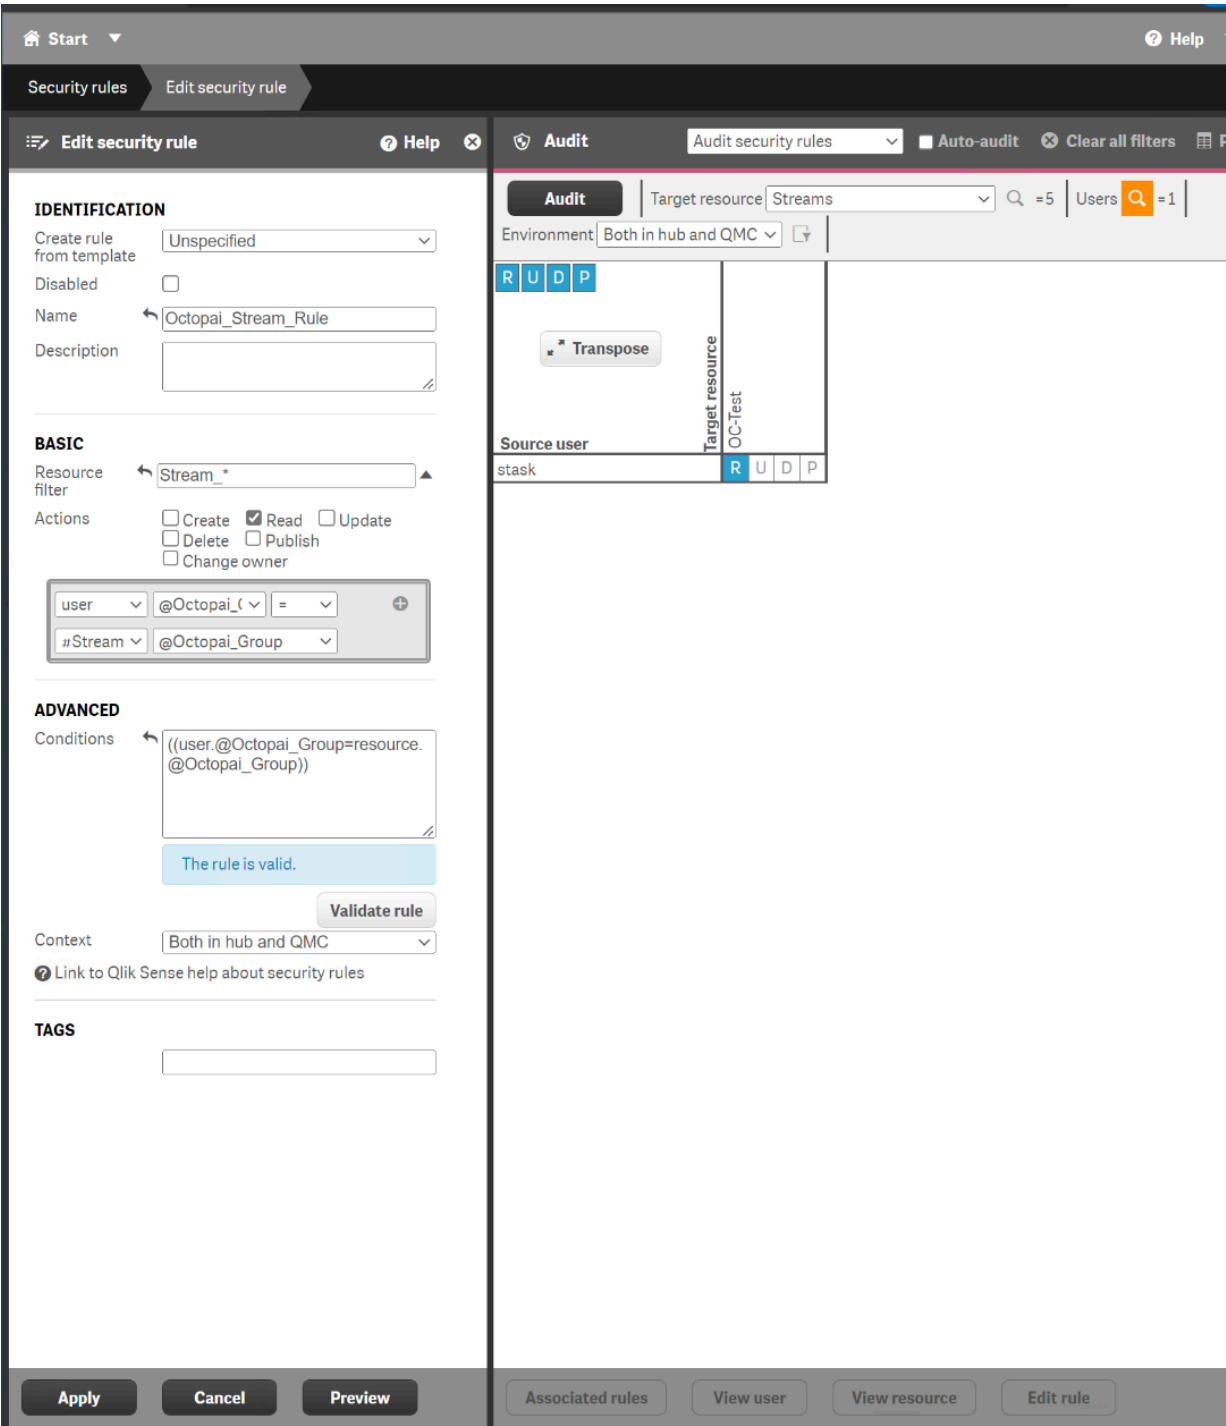 Start
Help
Security rules
Edit security rule
Edit security rule
Help
IDENTIFICATION
Create rule
from template
Unspecified
Disabled
Name
Octopai_Stream_Rule
Description
BASIC
Resource
filter
Stream_*
Actions
Create
Read
Update
Delete
Publish
Change owner
user
@Octopai_(
=
#Stream
@Octopai_Group
ADVANCED
Conditions
((user.@Octopai_Group=resource.
@Octopai_Group))
The rule is valid.
Validate rule
Context
Both in hub and QMC
Link to Qlik Sense help about security rules
TAGS
Apply
Cancel
Preview
Audit
Audit security rules
Auto-audit
Clear all filters
P
Audit
Target resource
Streams
=5
Users
=1
Environment
Both in hub and QMC
R U D P
Transpose
Target resource
OC-Test
Source user
stask
R U D P
Associated rules
View user
View resource
Edit rule